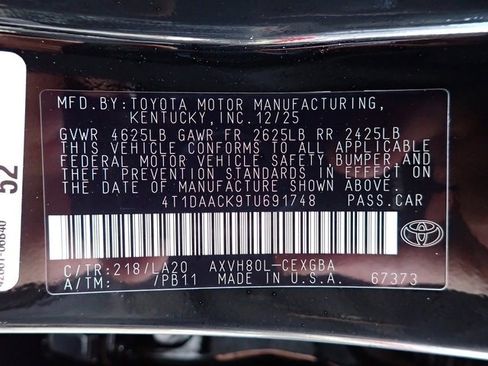 MFD. BY: TOYOTA MOTOR MANUFACTURING,
KENTUCKY, INC. 12/25
GVWR 4625LB GAWR FR 2625LB RR 2425LB
THIS VEHICLE CONFORMS TO ALL APPLICABLE
FEDERAL MOTOR VEHICLE SAFETY, BUMPER, AND
THEFT PREVENTION STANDARDS IN EFFECT ON
THE DATE OF MANUFACTURE SHOWN ABOVE.
4T1DAACK9TU691748 PASS.CAR
C/TR: 218/LA20 AXVH80L-CEXGBA
A/TM: /PB11 MADE IN U.S.A. 67373
52